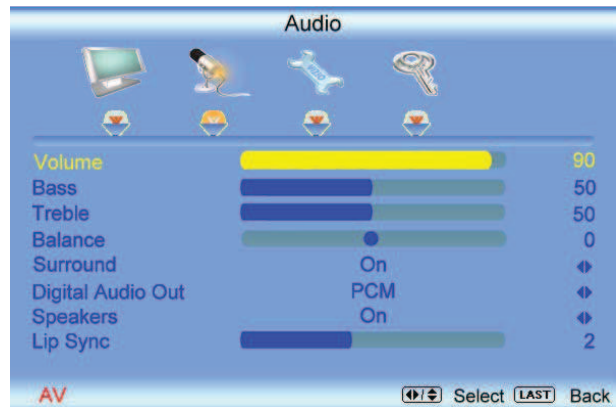 Audio
Volume 90
Bass 50
Treble 50
Balance 0
Surround On
Digital Audio Out PCM
Speakers On
Lip Sync 2
AV Select LAST Back